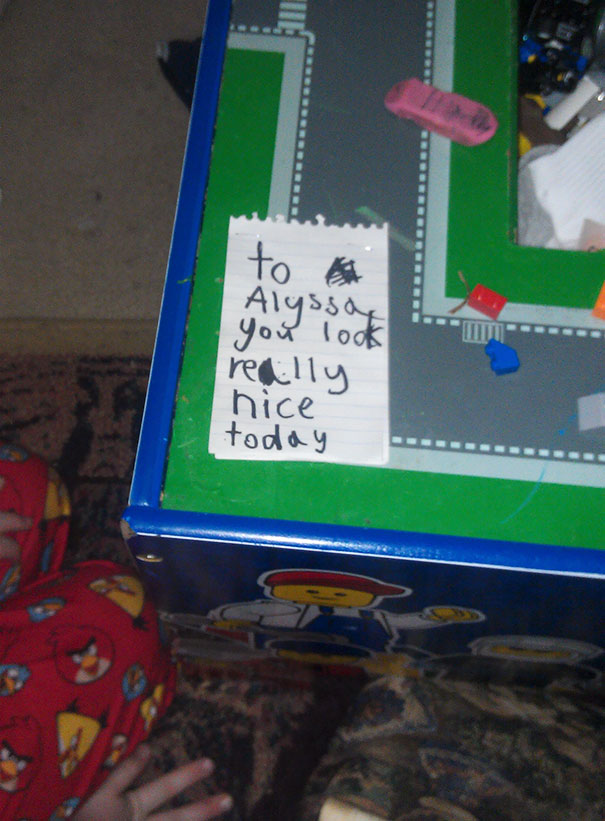 to
Alyssa,
you look
really
nice
today